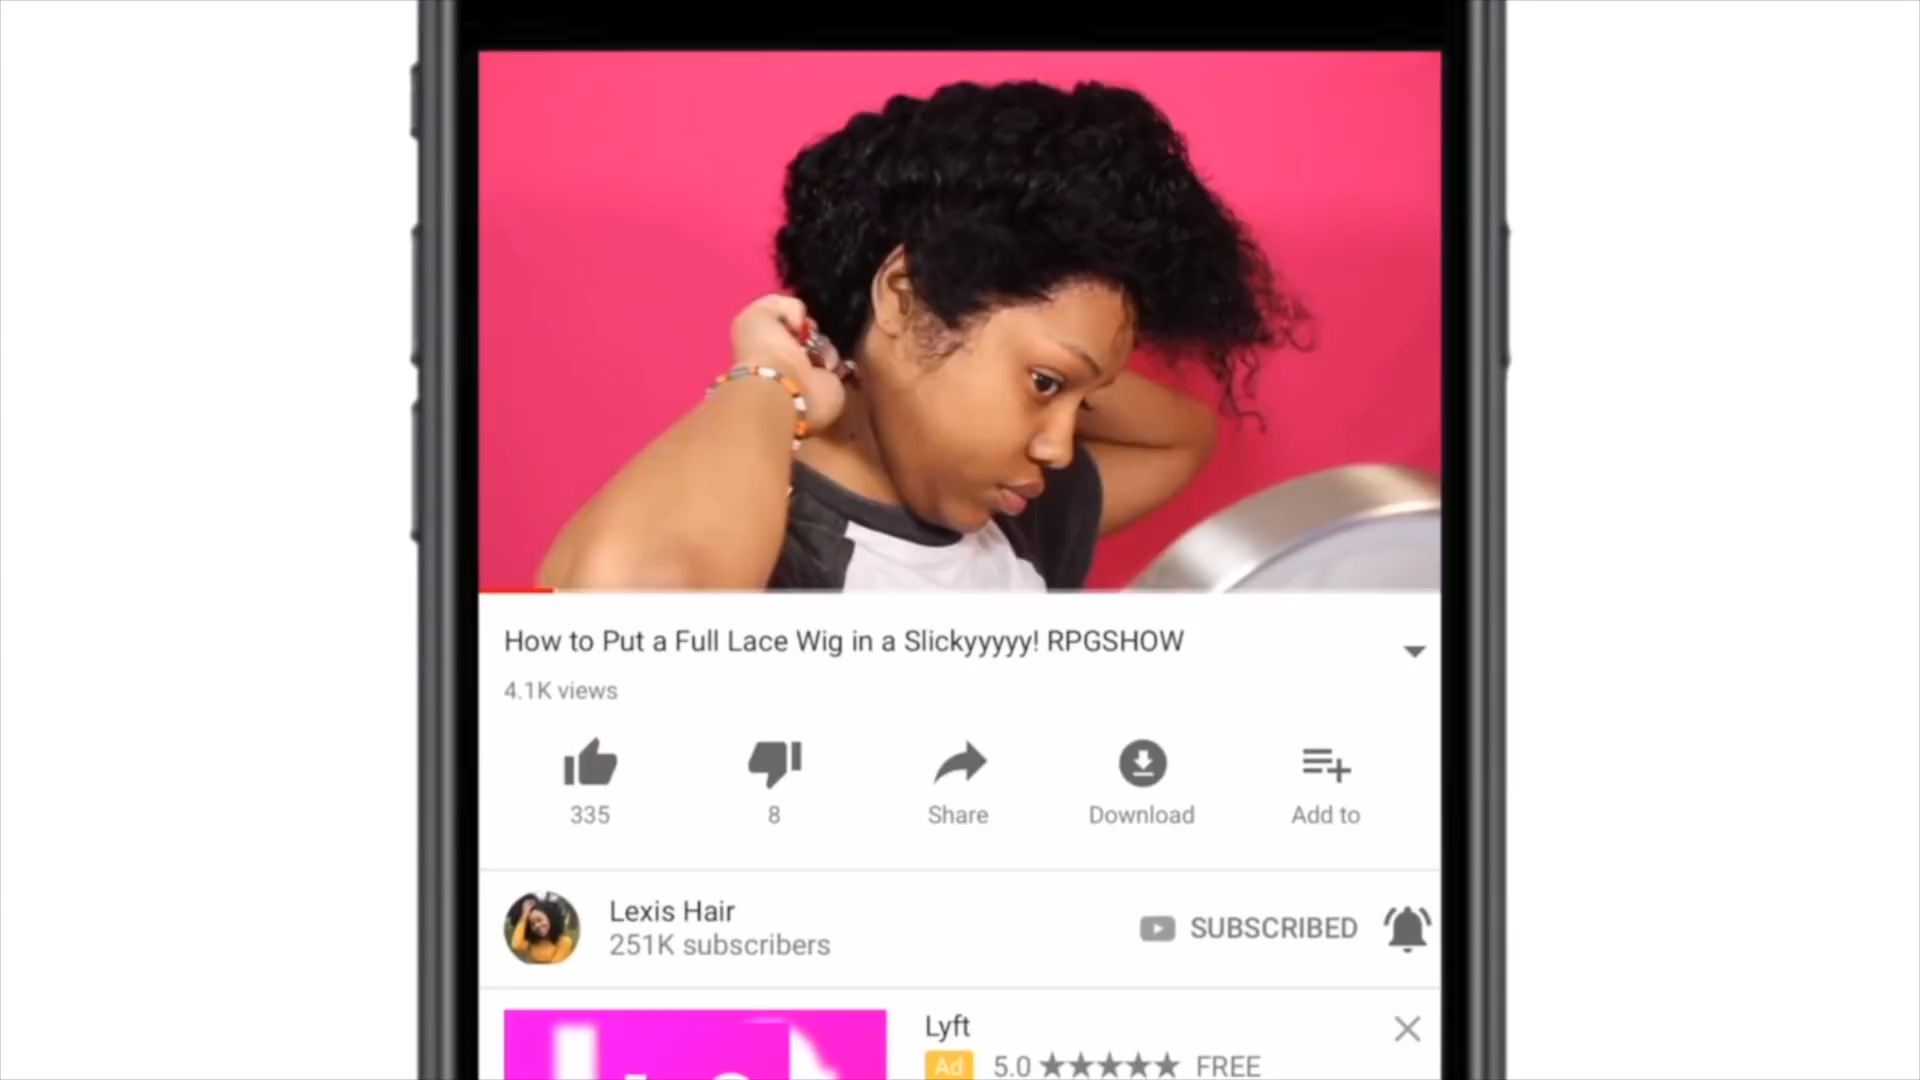 How to Put a Full Lace Wig in a Slickyyyyy! RPGSHOW
4.1K views
335
8
Share
Download
Add to
Lexis Hair
251K subscribers
SUBSCRIBED
Lyft
Ad 5.0 ★★★★★ FREE